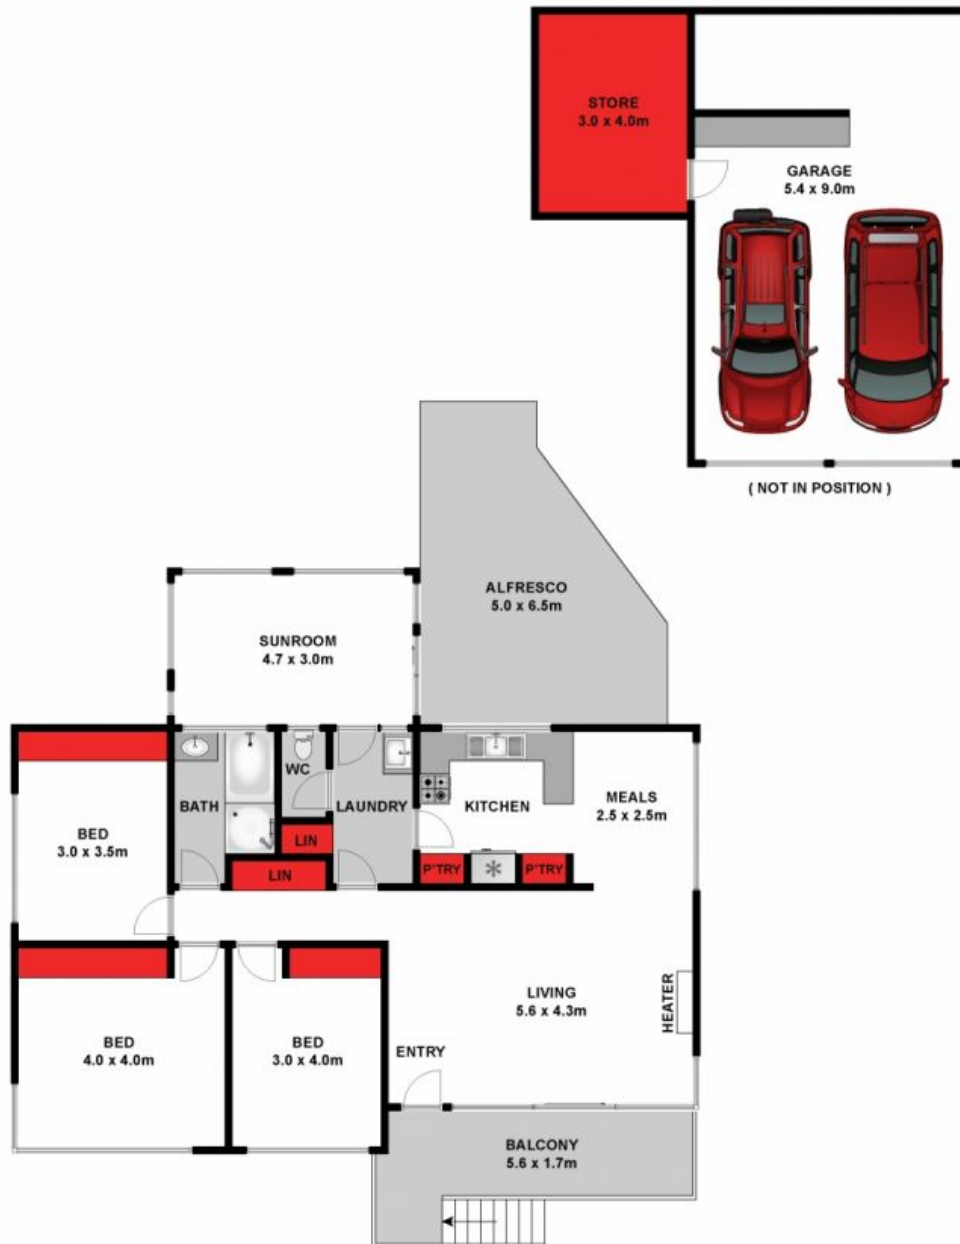 STORE
3.0 x 4.0m
GARAGE
5.4 x 9.0m
( NOT IN POSITION )
ALFRESCO
5.0 x 6.5m
SUNROOM
4.7 x 3.0m
BATH
WC
LAUNDRY
KITCHEN
MEALS
2.5 x 2.5m
BED
3.0 x 3.5m
LIN
LIN
P'TRY
P'TRY
LIVING
5.6 x 4.3m
HEATER
BED
4.0 x 4.0m
BED
3.0 x 4.0m
ENTRY
BALCONY
5.6 x 1.7m